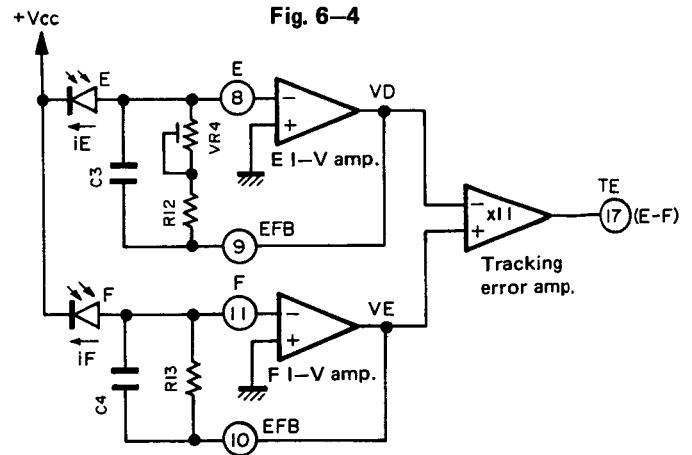 Fig. 6–4
+Vcc
E
E
8
–
+
VD
iE
VR4
E I–V amp.
C3
R12
EFB
9
–
x11
+
TE
17
(E-F)
Tracking
error amp.
F
F
11
–
+
VE
iF
F I–V amp.
C4
R13
EFB
10